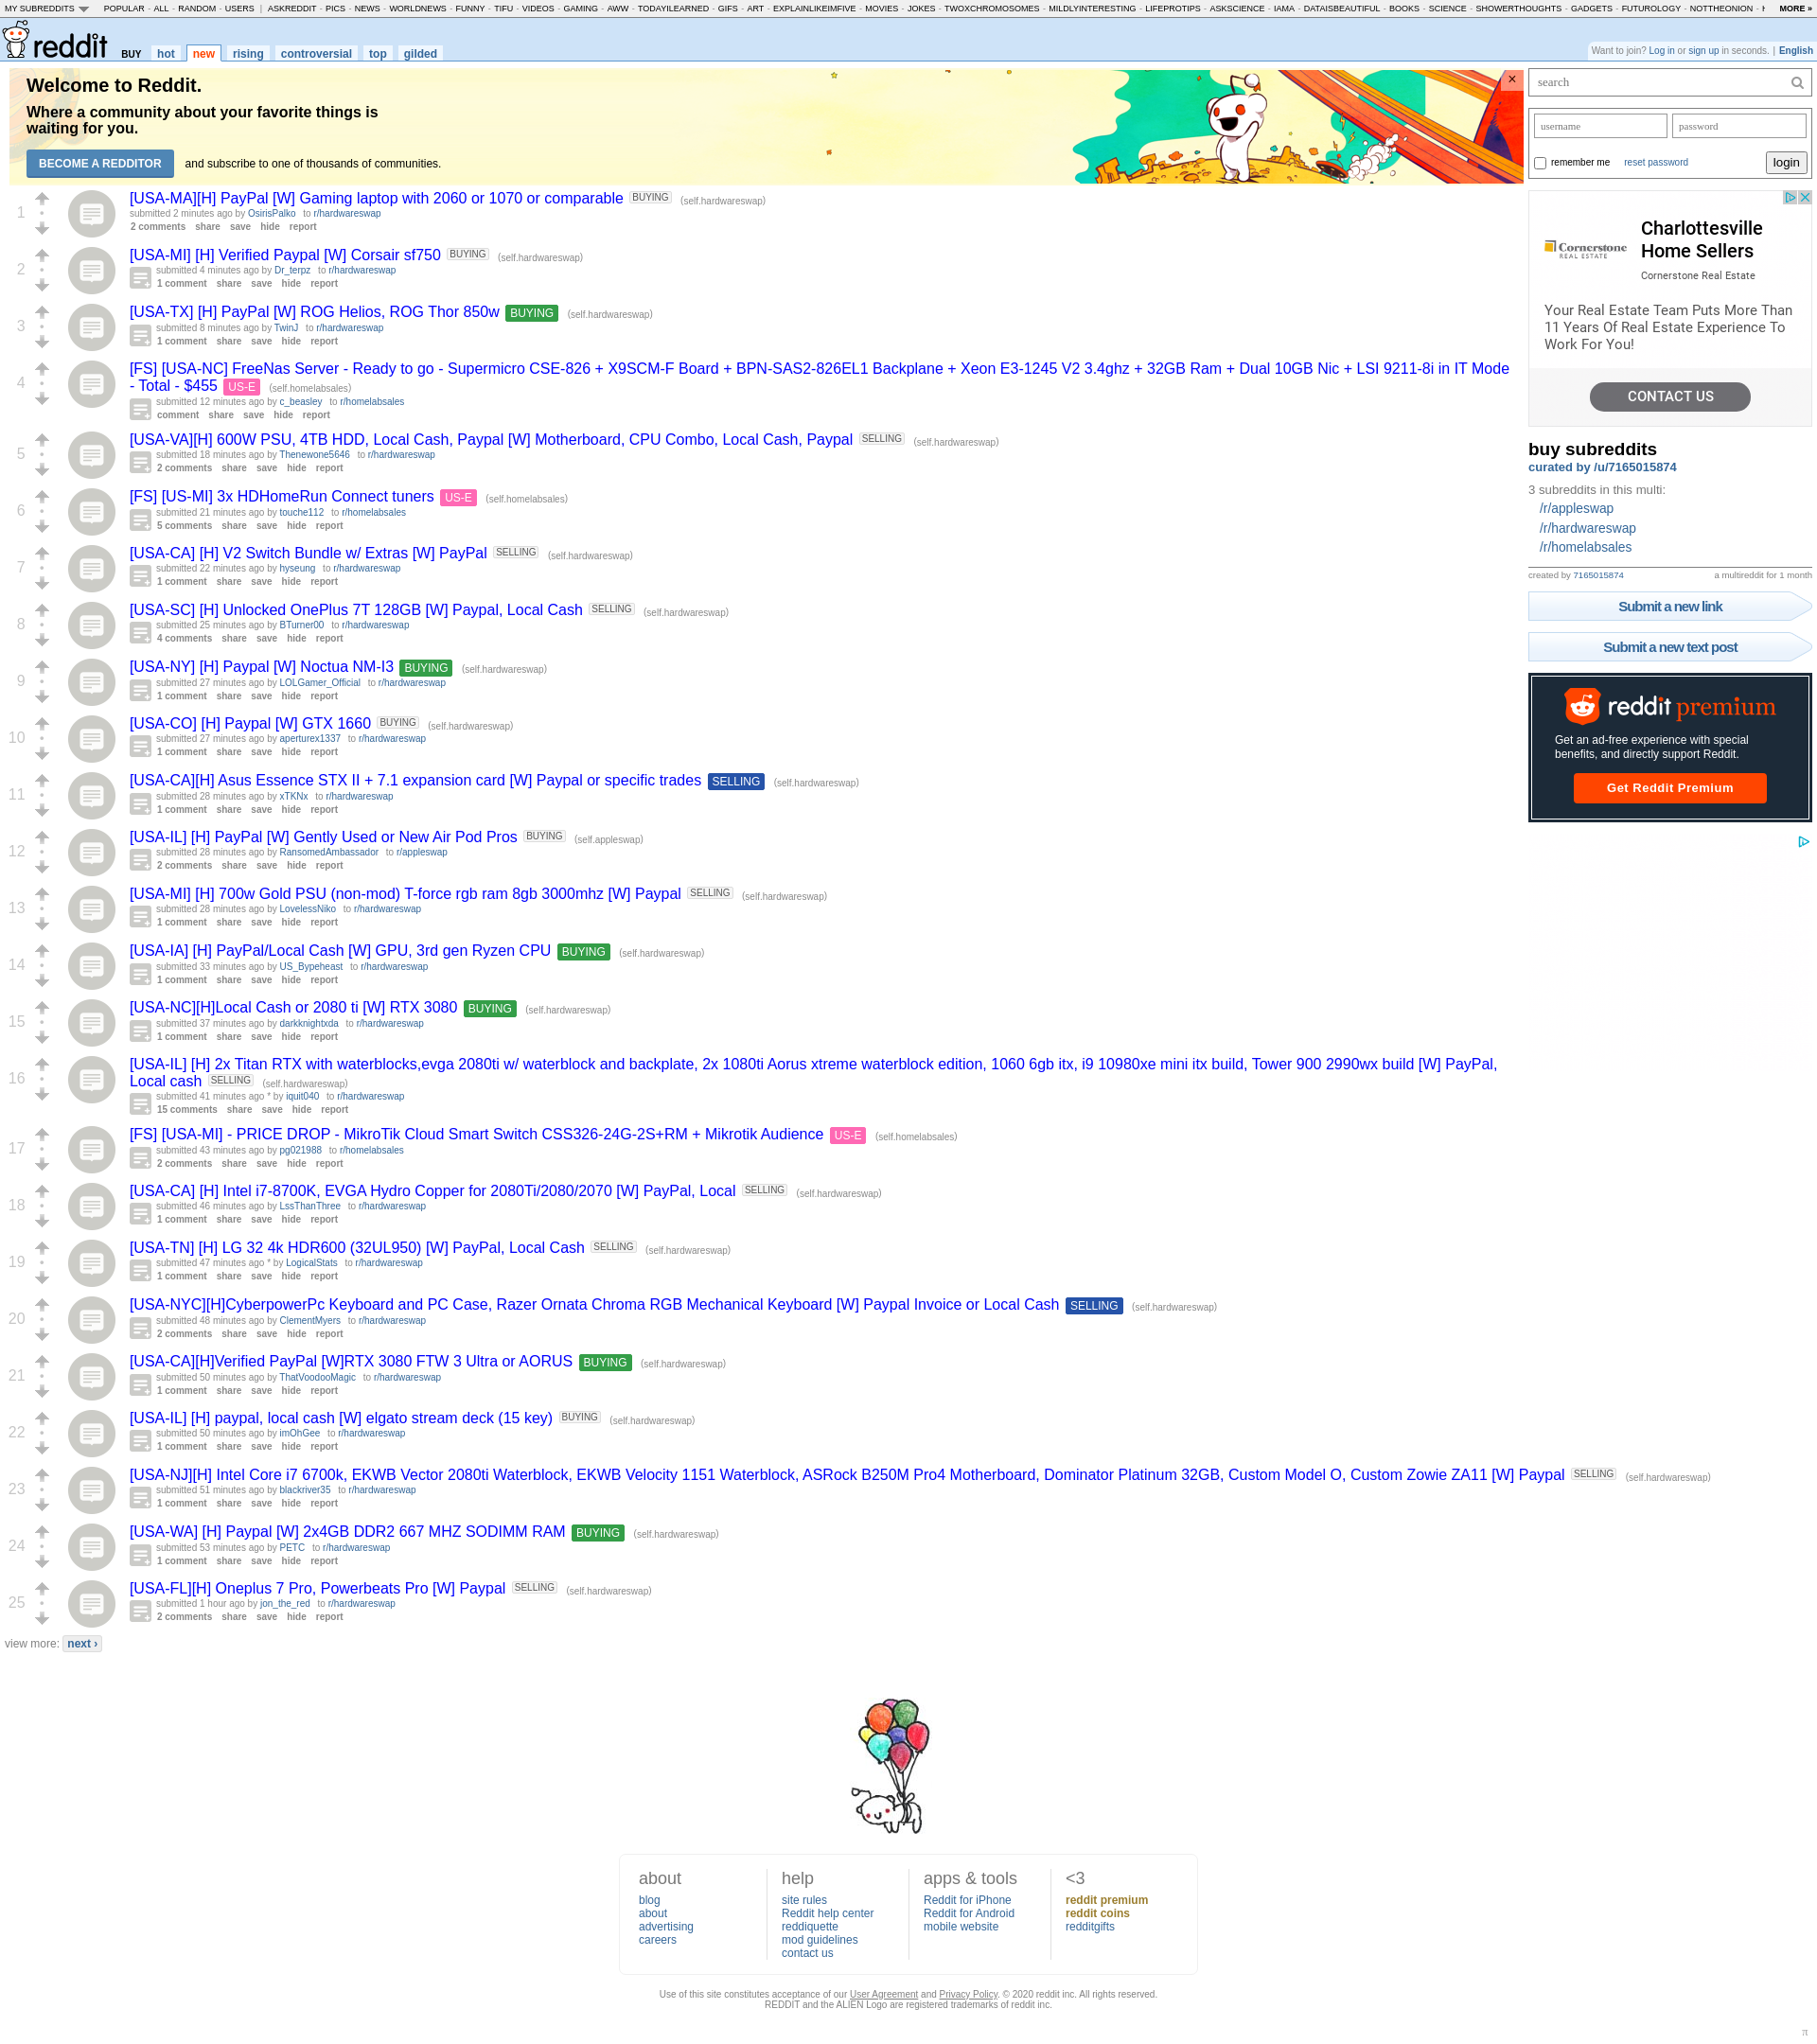 MY SUBREDDITS POPULAR - ALL - RANDOM - USERS | ASKREDDIT - PICS - NEWS - WORLDNEWS - FUNNY - TIFU - VIDEOS - GAMING - AWW - TODAYILEARNED - GIFS - ART - EXPLAINLIKEIMFIVE - MOVIES - JOKES - TWOXCHROMOSOMES - MILDLYINTERESTING - LIFEPROTIPS - ASKSCIENCE - IAMA - DATAISBEAUTIFUL - BOOKS - SCIENCE - SHOWERTHOUGHTS - GADGETS - FUTUROLOGY - NOTTHEONION - MORE »
reddit BUY hot new rising controversial top gilded
Want to join? Log in or sign up in seconds. | English
Welcome to Reddit.
Where a community about your favorite things is
waiting for you.
BECOME A REDDITOR and subscribe to one of thousands of communities.
1
[USA-MA][H] PayPal [W] Gaming laptop with 2060 or 1070 or comparable BUYING (self.hardwareswap)
submitted 2 minutes ago by OsirisPalko to r/hardwareswap
2 comments share save hide report
2
[USA-MI] [H] Verified Paypal [W] Corsair sf750 BUYING (self.hardwareswap)
submitted 4 minutes ago by Dr_terpz to r/hardwareswap
1 comment share save hide report
3
[USA-TX] [H] PayPal [W] ROG Helios, ROG Thor 850w BUYING (self.hardwareswap)
submitted 8 minutes ago by TwinJ to r/hardwareswap
1 comment share save hide report
4
[FS] [USA-NC] FreeNas Server - Ready to go - Supermicro CSE-826 + X9SCM-F Board + BPN-SAS2-826EL1 Backplane + Xeon E3-1245 V2 3.4ghz + 32GB Ram + Dual 10GB Nic + LSI 9211-8i in IT Mode
- Total - $455 US-E (self.homelabsales)
submitted 12 minutes ago by c_beasley to r/homelabsales
comment share save hide report
5
[USA-VA][H] 600W PSU, 4TB HDD, Local Cash, Paypal [W] Motherboard, CPU Combo, Local Cash, Paypal SELLING (self.hardwareswap)
submitted 18 minutes ago by Thenewone5646 to r/hardwareswap
2 comments share save hide report
6
[FS] [US-MI] 3x HDHomeRun Connect tuners US-E (self.homelabsales)
submitted 21 minutes ago by touche112 to r/homelabsales
5 comments share save hide report
7
[USA-CA] [H] V2 Switch Bundle w/ Extras [W] PayPal SELLING (self.hardwareswap)
submitted 22 minutes ago by hyseung to r/hardwareswap
1 comment share save hide report
8
[USA-SC] [H] Unlocked OnePlus 7T 128GB [W] Paypal, Local Cash SELLING (self.hardwareswap)
submitted 25 minutes ago by BTurner00 to r/hardwareswap
4 comments share save hide report
9
[USA-NY] [H] Paypal [W] Noctua NM-I3 BUYING (self.hardwareswap)
submitted 27 minutes ago by LOLGamer_Official to r/hardwareswap
1 comment share save hide report
10
[USA-CO] [H] Paypal [W] GTX 1660 BUYING (self.hardwareswap)
submitted 27 minutes ago by aperturex1337 to r/hardwareswap
1 comment share save hide report
11
[USA-CA][H] Asus Essence STX II + 7.1 expansion card [W] Paypal or specific trades SELLING (self.hardwareswap)
submitted 28 minutes ago by xTKNx to r/hardwareswap
1 comment share save hide report
12
[USA-IL] [H] PayPal [W] Gently Used or New Air Pod Pros BUYING (self.appleswap)
submitted 28 minutes ago by RansomedAmbassador to r/appleswap
2 comments share save hide report
13
[USA-MI] [H] 700w Gold PSU (non-mod) T-force rgb ram 8gb 3000mhz [W] Paypal SELLING (self.hardwareswap)
submitted 28 minutes ago by LovelessNiko to r/hardwareswap
1 comment share save hide report
14
[USA-IA] [H] PayPal/Local Cash [W] GPU, 3rd gen Ryzen CPU BUYING (self.hardwareswap)
submitted 33 minutes ago by US_Bypeheast to r/hardwareswap
1 comment share save hide report
15
[USA-NC][H]Local Cash or 2080 ti [W] RTX 3080 BUYING (self.hardwareswap)
submitted 37 minutes ago by darkknightxda to r/hardwareswap
1 comment share save hide report
16
[USA-IL] [H] 2x Titan RTX with waterblocks,evga 2080ti w/ waterblock and backplate, 2x 1080ti Aorus xtreme waterblock edition, 1060 6gb itx, i9 10980xe mini itx build, Tower 900 2990wx build [W] PayPal,
Local cash SELLING (self.hardwareswap)
submitted 41 minutes ago * by iquit040 to r/hardwareswap
15 comments share save hide report
17
[FS] [USA-MI] - PRICE DROP - MikroTik Cloud Smart Switch CSS326-24G-2S+RM + Mikrotik Audience US-E (self.homelabsales)
submitted 43 minutes ago by pg021988 to r/homelabsales
2 comments share save hide report
18
[USA-CA] [H] Intel i7-8700K, EVGA Hydro Copper for 2080Ti/2080/2070 [W] PayPal, Local SELLING (self.hardwareswap)
submitted 46 minutes ago by LssThanThree to r/hardwareswap
1 comment share save hide report
19
[USA-TN] [H] LG 32 4k HDR600 (32UL950) [W] PayPal, Local Cash SELLING (self.hardwareswap)
submitted 47 minutes ago * by LogicalStats to r/hardwareswap
1 comment share save hide report
20
[USA-NYC][H]CyberpowerPc Keyboard and PC Case, Razer Ornata Chroma RGB Mechanical Keyboard [W] Paypal Invoice or Local Cash SELLING (self.hardwareswap)
submitted 48 minutes ago by ClementMyers to r/hardwareswap
2 comments share save hide report
21
[USA-CA][H]Verified PayPal [W]RTX 3080 FTW 3 Ultra or AORUS BUYING (self.hardwareswap)
submitted 50 minutes ago by ThatVoodooMagic to r/hardwareswap
1 comment share save hide report
22
[USA-IL] [H] paypal, local cash [W] elgato stream deck (15 key) BUYING (self.hardwareswap)
submitted 50 minutes ago by imOhGee to r/hardwareswap
1 comment share save hide report
23
[USA-NJ][H] Intel Core i7 6700k, EKWB Vector 2080ti Waterblock, EKWB Velocity 1151 Waterblock, ASRock B250M Pro4 Motherboard, Dominator Platinum 32GB, Custom Model O, Custom Zowie ZA11 [W] Paypal SELLING (self.hardwareswap)
submitted 51 minutes ago by blackriver35 to r/hardwareswap
1 comment share save hide report
24
[USA-WA] [H] Paypal [W] 2x4GB DDR2 667 MHZ SODIMM RAM BUYING (self.hardwareswap)
submitted 53 minutes ago by PETC to r/hardwareswap
1 comment share save hide report
25
[USA-FL][H] Oneplus 7 Pro, Powerbeats Pro [W] Paypal SELLING (self.hardwareswap)
submitted 1 hour ago by jon_the_red to r/hardwareswap
2 comments share save hide report
view more: next ›
search
username password
remember me reset password login
Charlottesville
Home Sellers
Cornerstone
REAL ESTATE
Cornerstone Real Estate
Your Real Estate Team Puts More Than
11 Years Of Real Estate Experience To
Work For You!
CONTACT US
buy subreddits
curated by /u/7165015874
3 subreddits in this multi:
/r/appleswap
/r/hardwareswap
/r/homelabsales
created by 7165015874 a multireddit for 1 month
Submit a new link
Submit a new text post
reddit premium
Get an ad-free experience with special
benefits, and directly support Reddit.
Get Reddit Premium
about
blog
about
advertising
careers
help
site rules
Reddit help center
reddiquette
mod guidelines
contact us
apps & tools
Reddit for iPhone
Reddit for Android
mobile website
<3
reddit premium
reddit coins
redditgifts
Use of this site constitutes acceptance of our User Agreement and Privacy Policy. © 2020 reddit inc. All rights reserved.
REDDIT and the ALIEN Logo are registered trademarks of reddit inc.
π